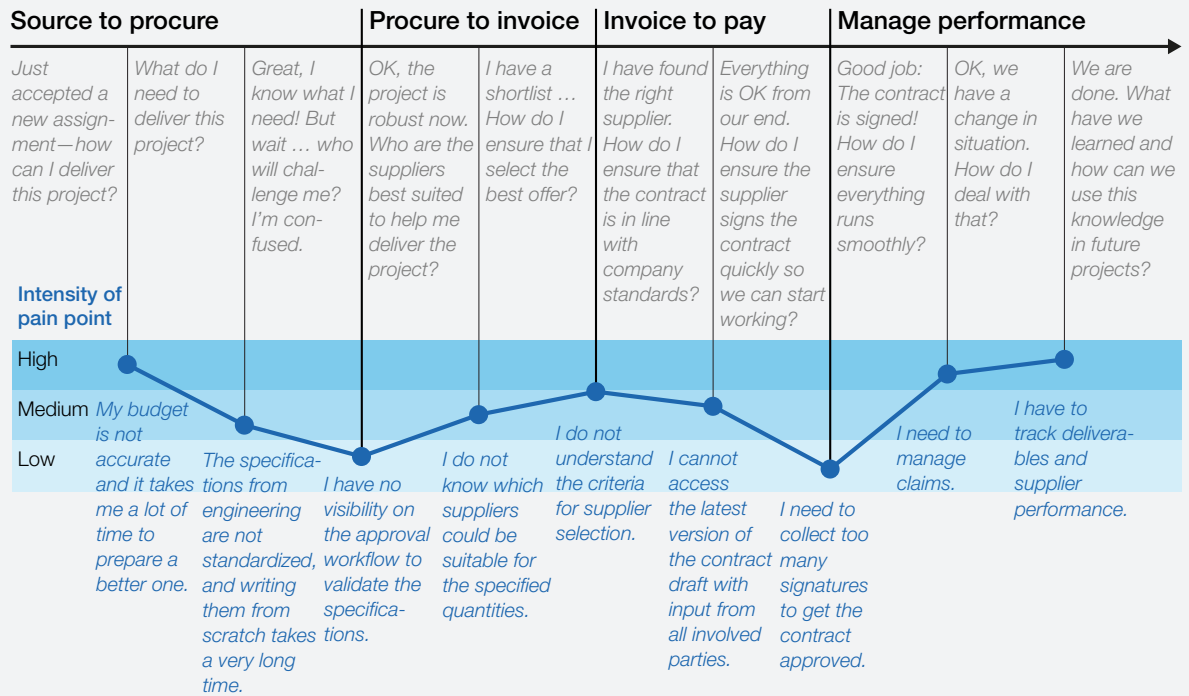 Source to procure
Procure to invoice
Invoice to pay
Manage performance
Just
accepted a
new assign-
ment—how
can I deliver
this project?
What do I
need to
deliver this
project?
Great, I
know what I
need! But
wait … who
will chal-
lenge me?
I’m con-
fused.
OK, the
project is
robust now.
Who are the
suppliers
best suited
to help me
deliver the
project?
I have a
shortlist …
How do I
ensure that I
select the
best offer?
I have found
the right
supplier.
How do I
ensure that
the contract
is in line
with
company
standards?
Everything
is OK from
our end.
How do I
ensure the
supplier
signs the
contract
quickly so
we can start
working?
Good job:
The contract
is signed!
How do I
ensure
everything
runs
smoothly?
OK, we
have a
change in
situation.
How do I
deal with
that?
We are
done. What
have we
learned and
how can we
use this
knowledge
in future
projects?
Intensity of
pain point
High
Medium
Low
My budget
is not
accurate
and it takes
me a lot of
time to
prepare a
better one.
The specifica-
tions from
engineering
are not
standardized,
and writing
them from
scratch takes
a very long
time.
I have no
visibility on
the approval
workflow to
validate the
specifica-
tions.
I do not
know which
suppliers
could be
suitable for
the specified
quantities.
I do not
understand
the criteria
for supplier
selection.
I cannot
access
the latest
version of
the contract
draft with
input from
all involved
parties.
I need to
collect too
many
signatures
to get the
contract
approved.
I need to
manage
claims.
I have to
track delivera-
bles and
supplier
performance.